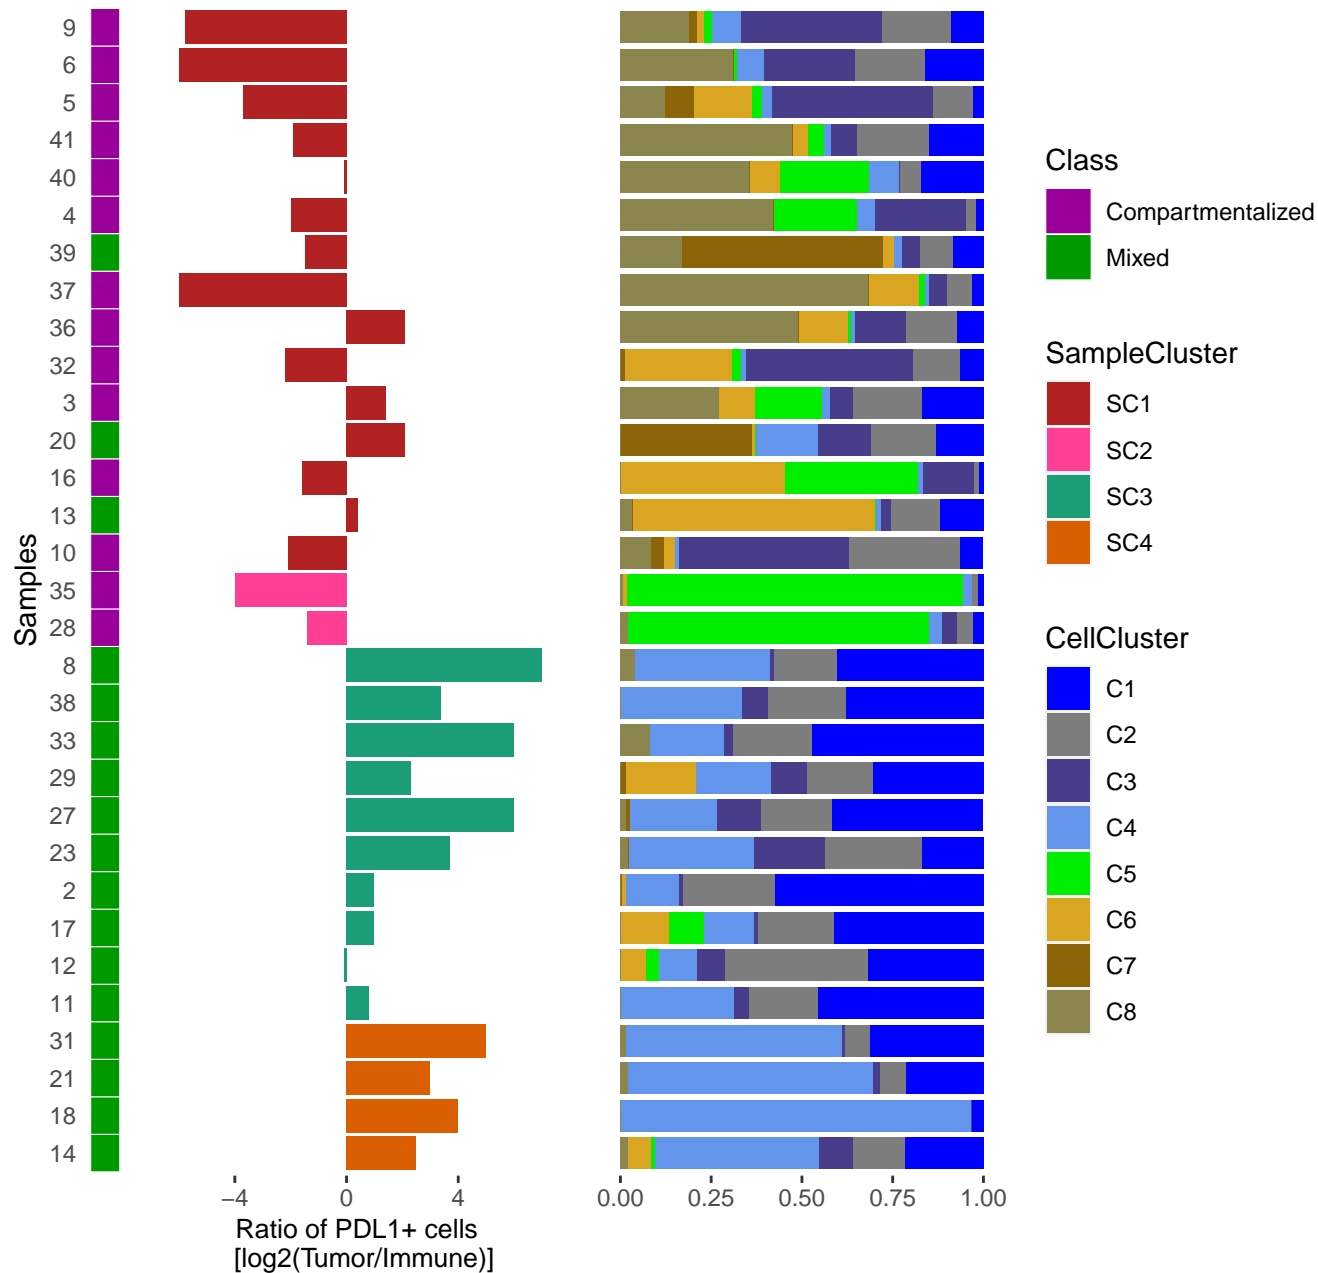 Samples
9
6
5
41
40
4
39
37
36
32
3
20
16
13
10
35
28
8
38
33
29
27
23
2
17
12
11
31
21
18
14
−4 0 4
Ratio of PDL1+ cells
[log2(Tumor/Immune)]
0.00 0.25 0.50 0.75 1.00
Class
Compartmentalized
Mixed
SampleCluster
SC1
SC2
SC3
SC4
CellCluster
C1
C2
C3
C4
C5
C6
C7
C8